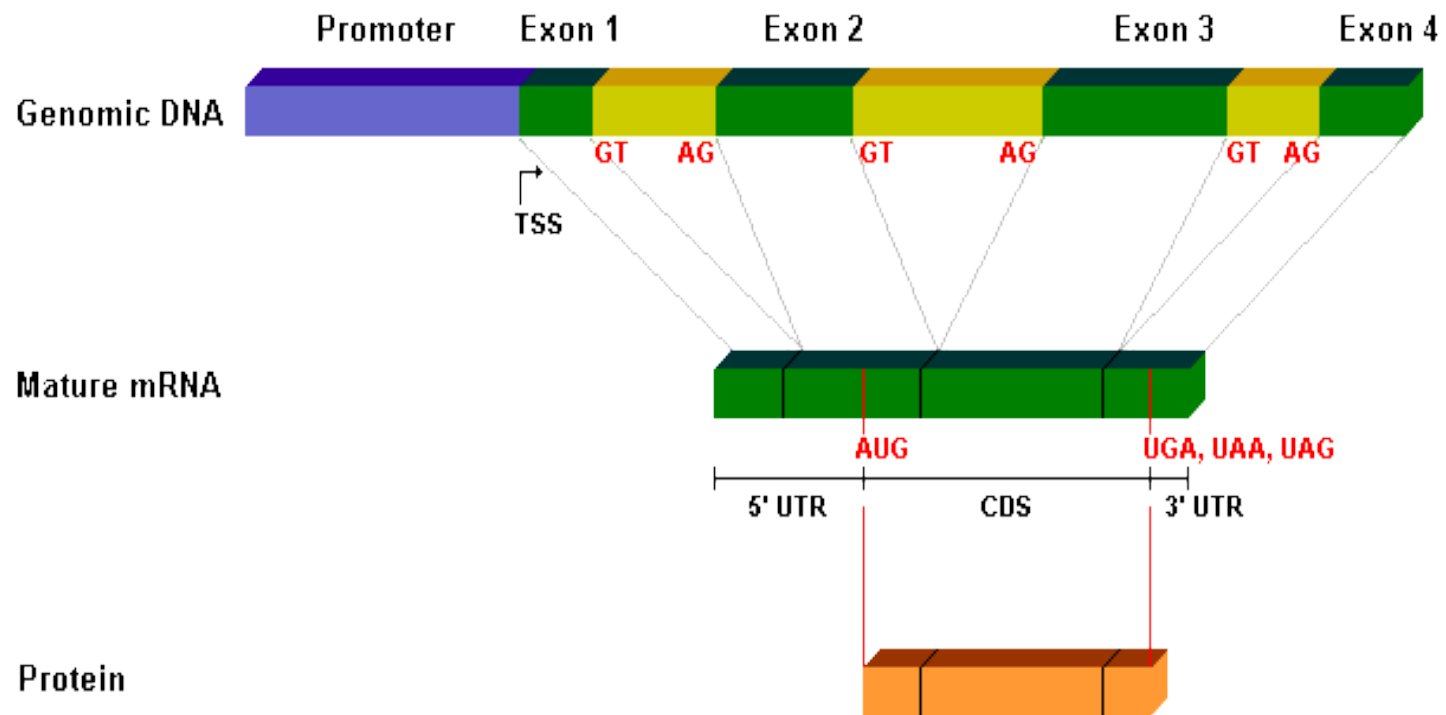 Promoter Exon 1 Exon 2 Exon 3 Exon 4
Genomic DNA
GT AG GT AG GT AG
TSS
Mature mRNA
AUG UGA, UAA, UAG
5' UTR CDS 3' UTR
Protein